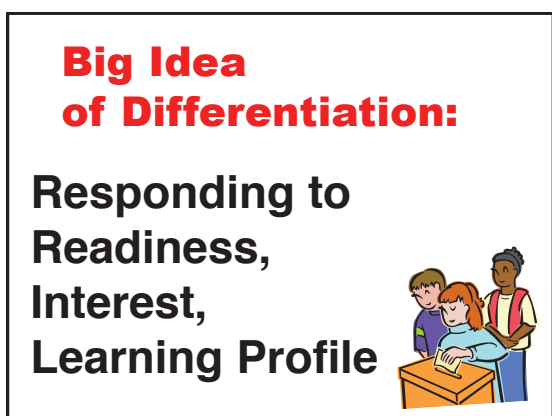 Big Idea
of Differentiation:
Responding to
Readiness,
Interest,
Learning Profile